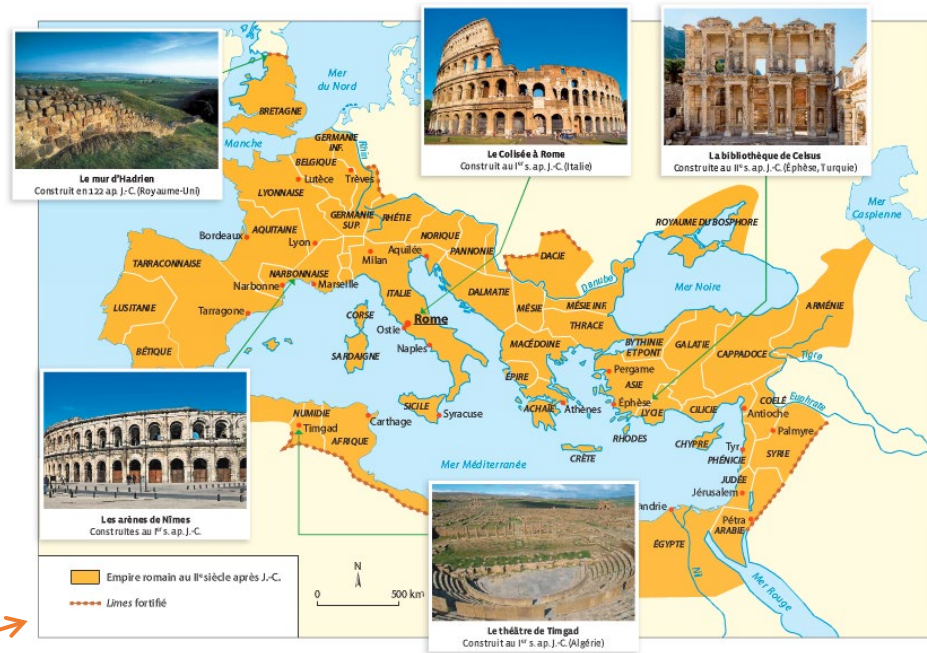 Le mur d'Hadrien
Construit en 122 ap. J.-C. (Royaume-Uni)
Le Colisée à Rome
Construit au Iᵉʳ s. ap. J.-C. (Italie)
La bibliothèque de Celsus
Construite au IIᵉ s. ap. J.-C. (Éphèse, Turquie)
Mer
du Nord
BRETAGNE
Manche
GERMANIE
INF.
Rhin
BELGIQUE
Lutèce
Trèves
LYONNAISE
GERMANIE
SUP.
RHÉTIE
AQUITAINE
Bordeaux
Lyon
NORIQUE
Milan
Aquilée
PANNONIE
DACIE
ROYAUME DU BOSPHORE
Mer
Caspienne
TARRACONNAISE
NARBONNAISE
Narbonne
Marseille
ITALIE
DALMATIE
Danube
Mer Noire
LUSITANIE
Tarragone
CORSE
MÉSIE
MÉSIE INF.
ARMÉNIE
Rome
Ostie
THRACE
BÉTIQUE
SARDAIGNE
Naples
MACÉDOINE
BYTHINIE
ET PONT
GALATIE
CAPPADOCE
Tigre
ÉPIRE
Pergame
ASIE
Éphèse
LYCIE
CILICIE
COELÉ
Euphrate
SICILE
Syracuse
ACHAÏE
Athènes
Antioche
NUMIDIE
Timgad
Carthage
AFRIQUE
RHODES
CHYPRE
Palmyre
CRÈTE
Tyr
PHÉNICIE
SYRIE
Mer Méditerranée
JUDÉE
Jérusalem
andrie
Pétra
ARABIE
ÉGYPTE
Nil
Mer Rouge
Les arènes de Nîmes
Construites au Iᵉʳ s. ap. J.-C.
Le théâtre de Timgad
Construit au Iᵉʳ s. ap. J.-C. (Algérie)
Empire romain au IIᵉ siècle après J.-C.
Limes fortifié
N
0 500 km